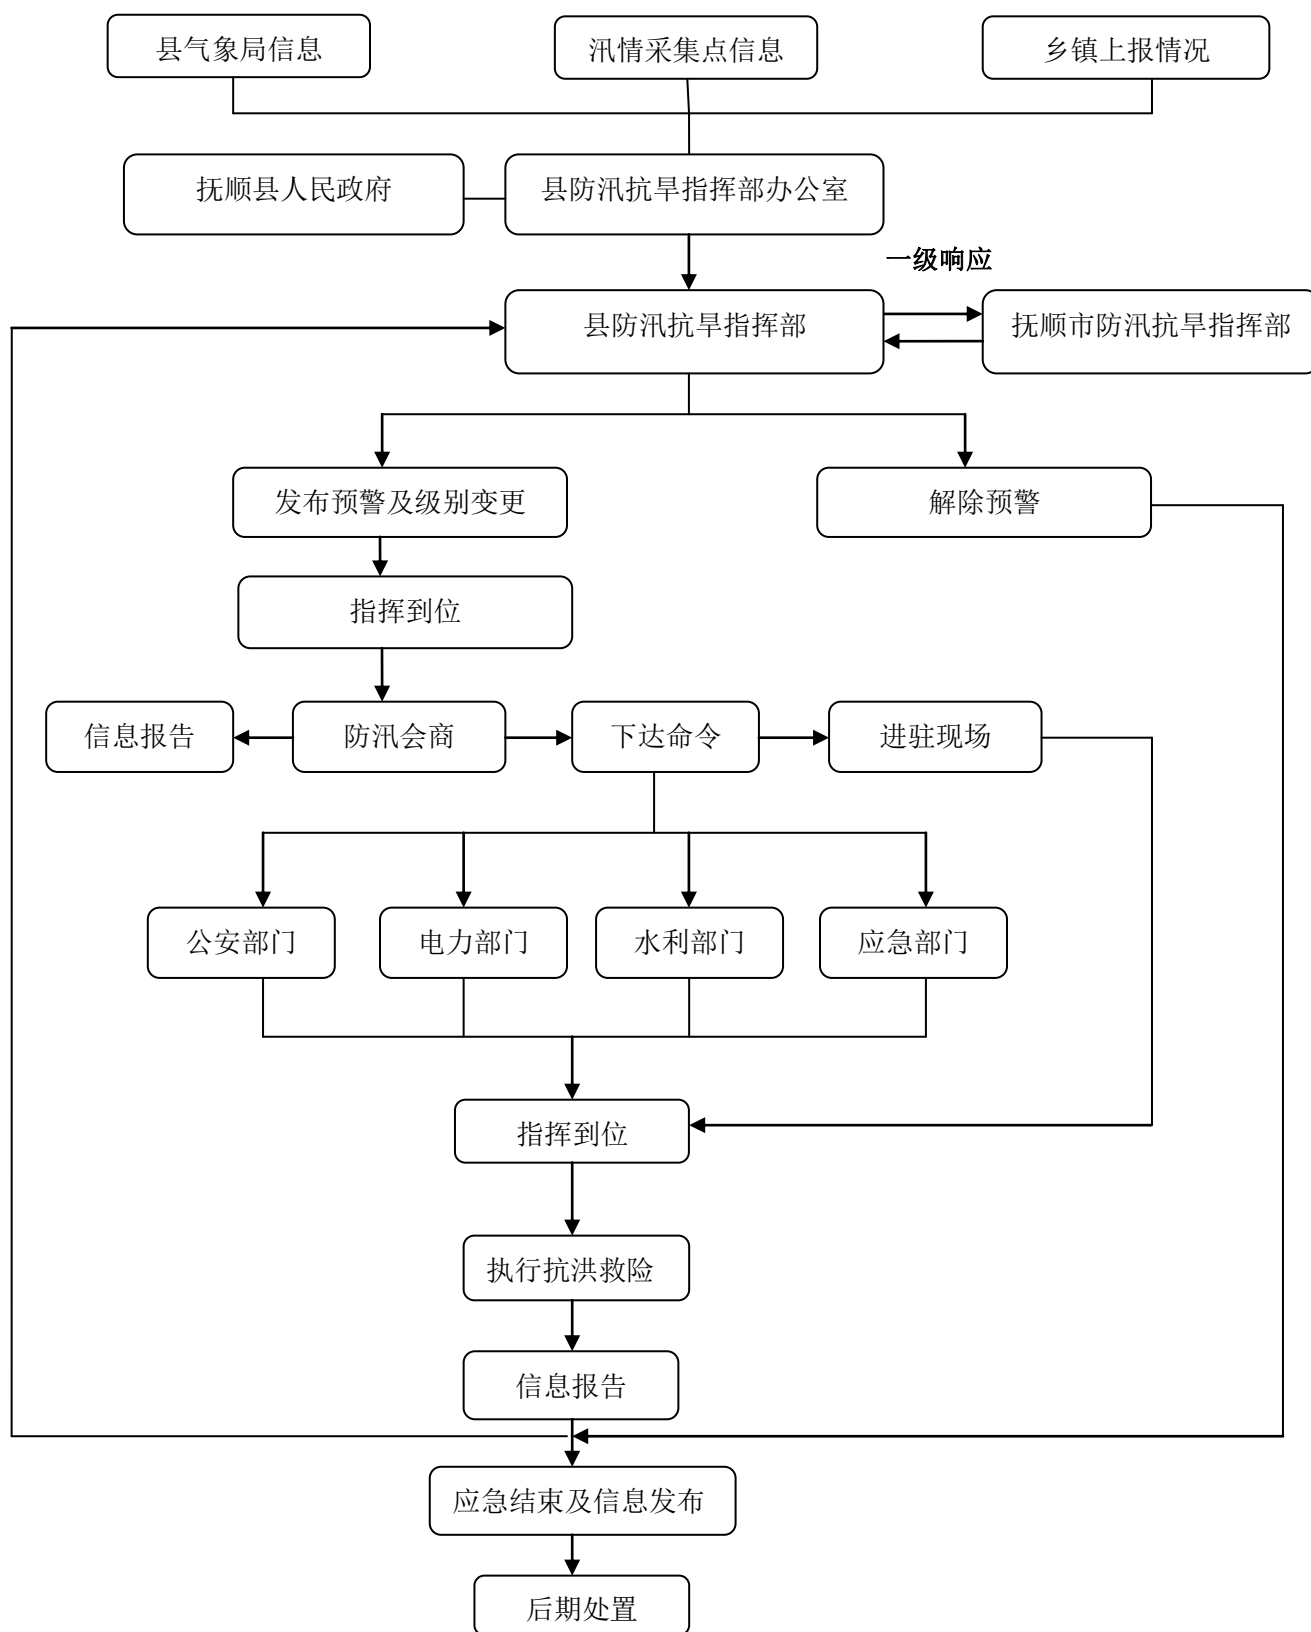 县气象局信息
汛情采集点信息
乡镇上报情况
抚顺县人民政府
县防汛抗旱指挥部办公室
一级响应
县防汛抗旱指挥部
抚顺市防汛抗旱指挥部
发布预警及级别变更
解除预警
指挥到位
信息报告
防汛会商
下达命令
进驻现场
公安部门
电力部门
水利部门
应急部门
指挥到位
执行抗洪救险
信息报告
应急结束及信息发布
后期处置